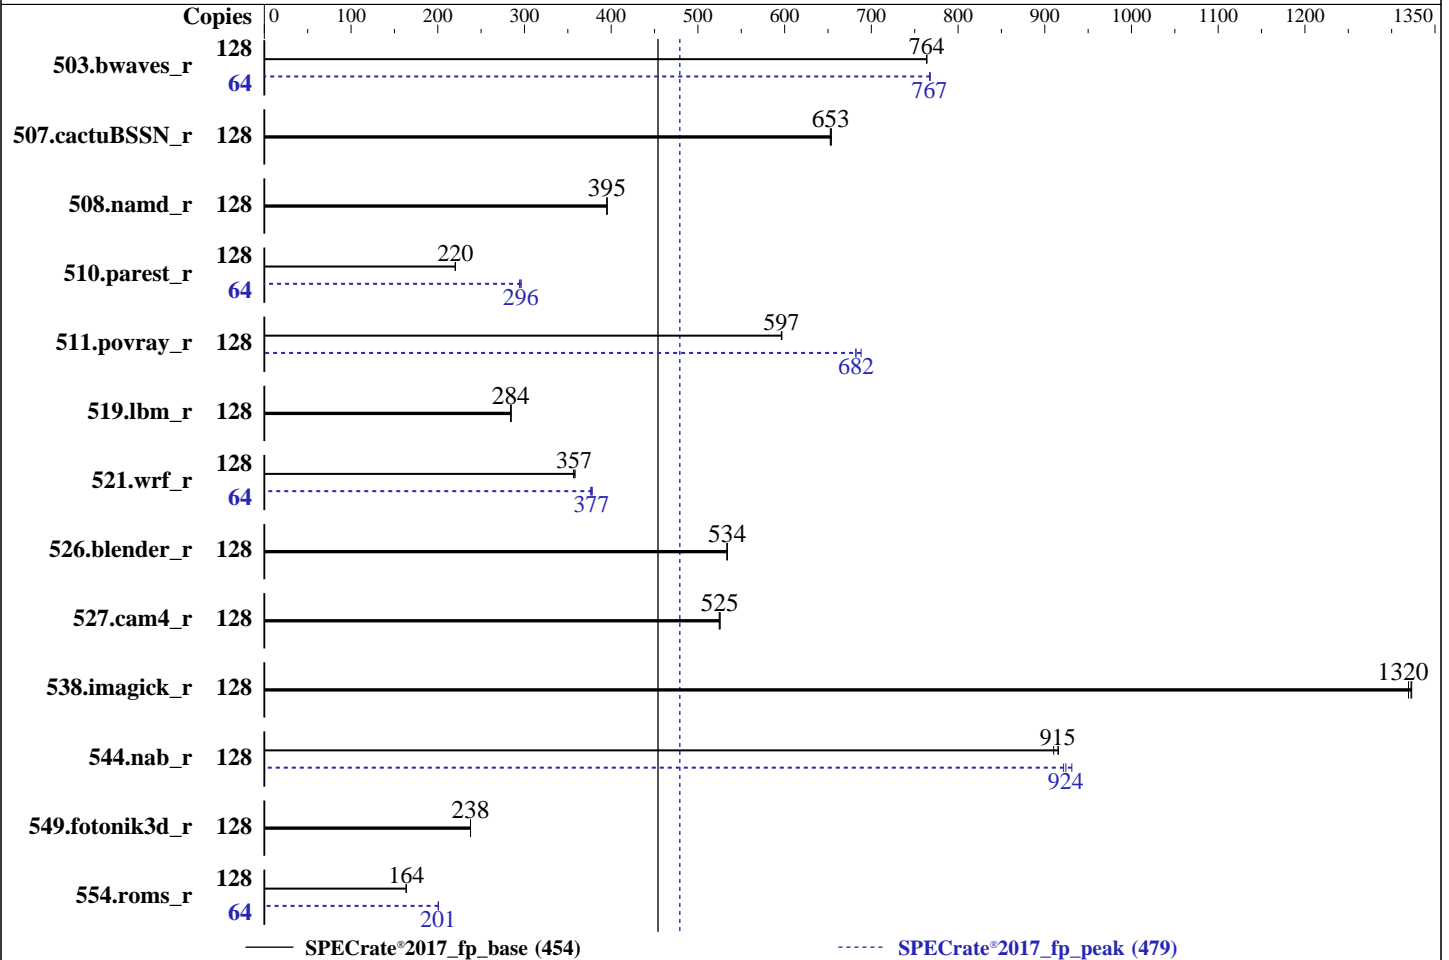 Copies 0 100 200 300 400 500 600 700 800 900 1000 1100 1200 1350
503.bwaves_r 128 764
64 767
507.cactuBSSN_r 128 653
508.namd_r 128 395
510.parest_r 128 220
64 296
511.povray_r 128 597
682
519.lbm_r 128 284
521.wrf_r 128 357
64 377
526.blender_r 128 534
527.cam4_r 128 525
538.imagick_r 128 1320
544.nab_r 128 915
924
549.fotonik3d_r 128 238
554.roms_r 128 164
64 201
SPECrate®2017_fp_base (454) SPECrate®2017_fp_peak (479)